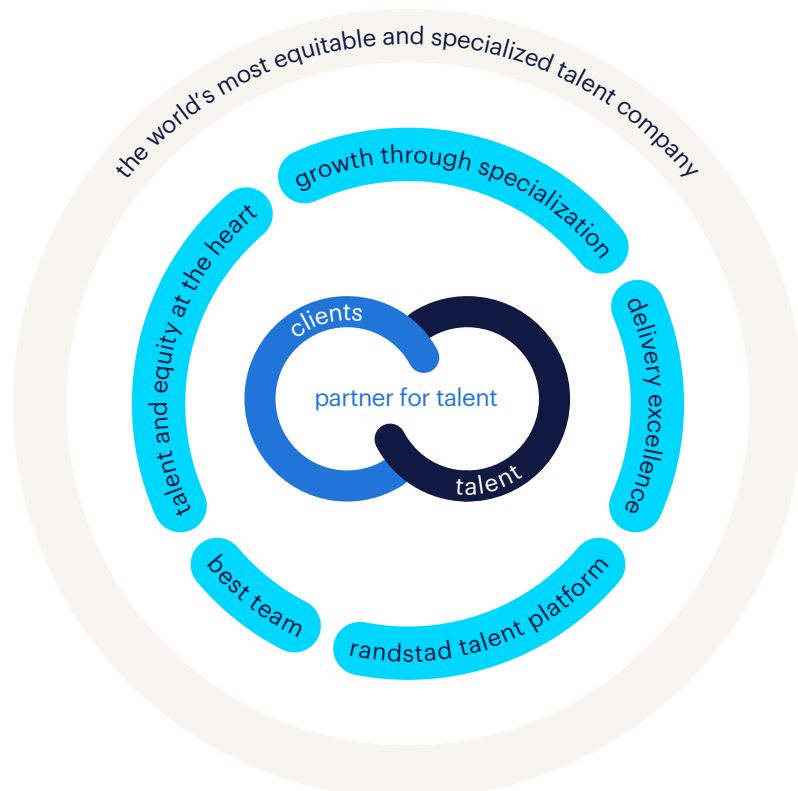 the world's most equitable and specialized talent company
growth through specialization
delivery excellence
randstad talent platform
best team
talent and equity at the heart
clients
partner for talent
talent